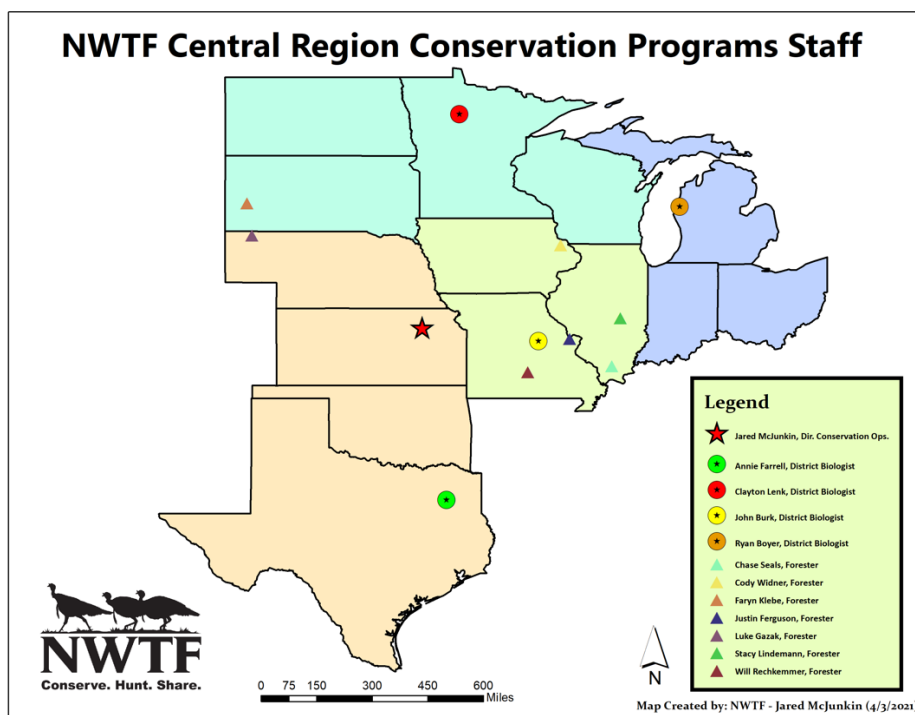 NWTF Central Region Conservation Programs Staff
Legend
Jared McJunkin, Dir. Conservation Ops.
Annie Farrell, District Biologist
Clayton Lenk, District Biologist
John Burk, District Biologist
Ryan Boyer, District Biologist
Chase Seals, Forester
Cody Widner, Forester
Faryn Klebe, Forester
Justin Ferguson, Forester
Luke Gazak, Forester
Stacy Lindemann, Forester
Will Rechkemmer, Forester
NWTF
Conserve. Hunt. Share.
0 75 150 300 450 600
Miles
N
Map Created by: NWTF - Jared McJunkin (4/3/2021)